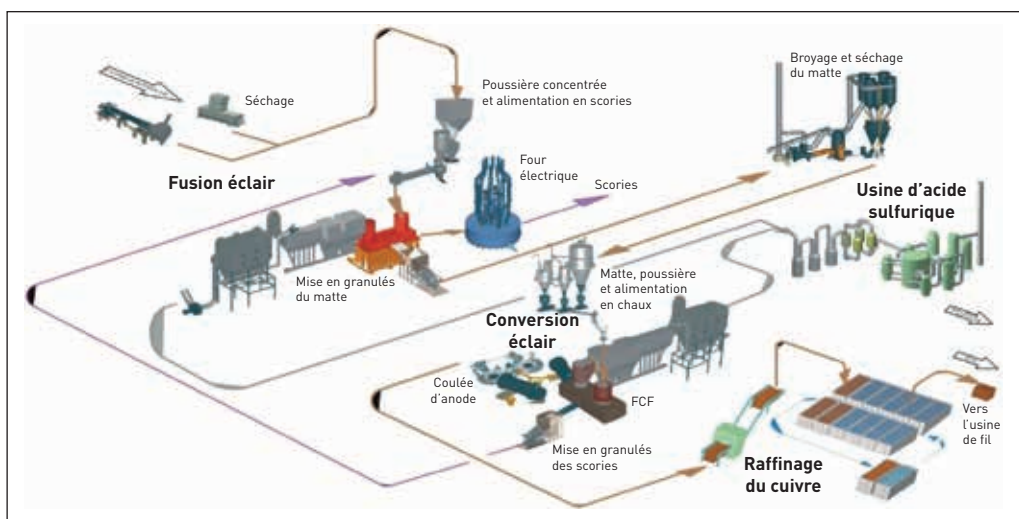 Séchage
Poussière concentrée
et alimentation en scories
Broyage et séchage
du matte
Fusion éclair
Four
électrique
Scories
Usine d'acide
sulfurique
Mise en granulés
du matte
Matte, poussière
et alimentation
en chaux
Conversion
éclair
Coulée
d'anode
FCF
Mise en granulés
des scories
Raffinage
du cuivre
Vers
l'usine
de fil